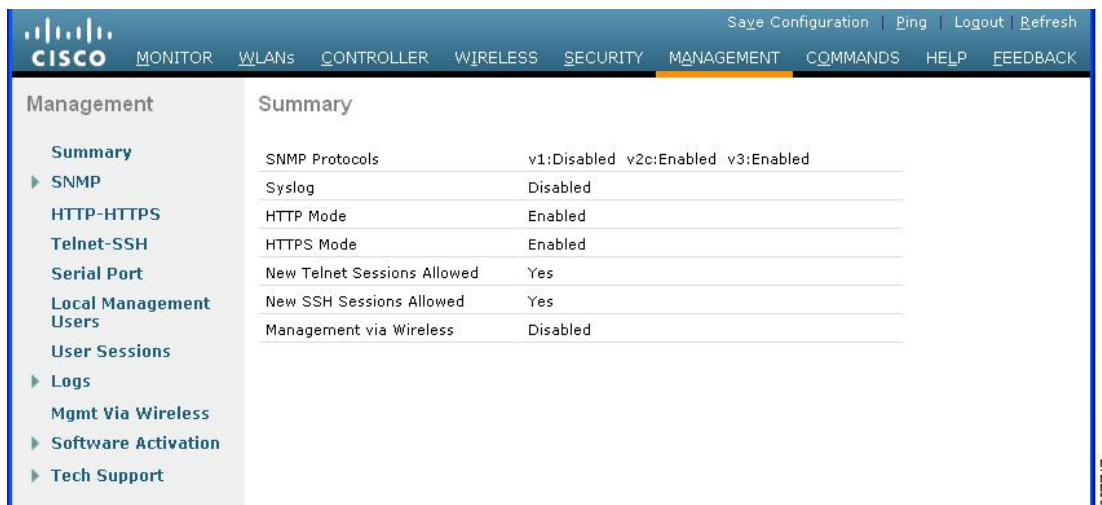 Save Configuration | Ping | Logout | Refresh
CISCO MONITOR WLANs CONTROLLER WIRELESS SECURITY MANAGEMENT COMMANDS HELP FEEDBACK
Management
Summary
SNMP
HTTP-HTTPS
Telnet-SSH
Serial Port
Local Management
Users
User Sessions
Logs
Mgmt Via Wireless
Software Activation
Tech Support
Summary
SNMP Protocols v1:Disabled v2c:Enabled v3:Enabled
Syslog Disabled
HTTP Mode Enabled
HTTPS Mode Enabled
New Telnet Sessions Allowed Yes
New SSH Sessions Allowed Yes
Management via Wireless Disabled